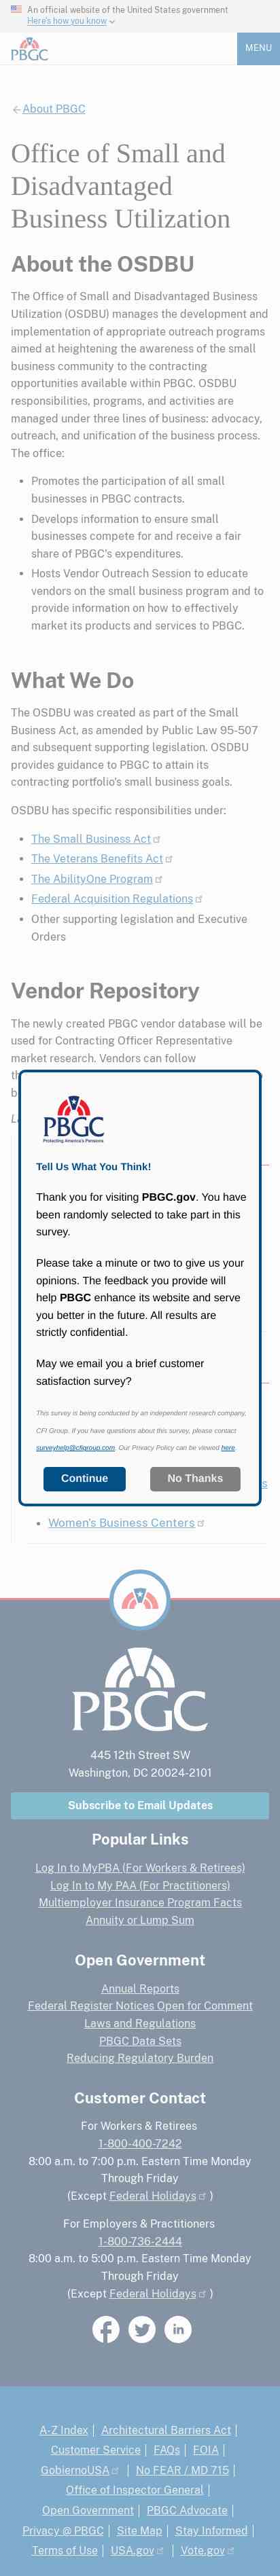 An official website of the United States government
Here's how you know
PBGC
MENU
About PBGC
Office of Small and
Disadvantaged
Business Utilization
About the OSDBU
The Office of Small and Disadvantaged Business
Utilization (OSDBU) manages the development and
implementation of appropriate outreach programs
aimed at heightening the awareness of the small
business community to the contracting
opportunities available within PBGC. OSDBU
responsibilities, programs, and activities are
managed under three lines of business: advocacy,
outreach, and unification of the business process.
The office:
• Promotes the participation of all small
businesses in PBGC contracts.
• Develops information to ensure small
businesses compete for and receive a fair
share of PBGC's expenditures.
• Hosts Vendor Outreach Session to educate
vendors on the small business program and to
provide information on how to effectively
market its products and services to PBGC.
What We Do
The OSDBU was created as part of the Small
Business Act, as amended by Public Law 95-507
and subsequent supporting legislation. OSDBU
provides guidance to PBGC to attain its
contracting portfolio's small business goals.
OSDBU has specific responsibilities under:
• The Small Business Act
• The Veterans Benefits Act
• The AbilityOne Program
• Federal Acquisition Regulations
• Other supporting legislation and Executive
Orders
Vendor Repository
The newly created PBGC vendor database will be
used for Contracting Officer Representative
market research. Vendors can follow
PBGC
Protecting America's Pensions
Tell Us What You Think!
Thank you for visiting PBGC.gov. You have
been randomly selected to take part in this
survey.
Please take a minute or two to give us your
opinions. The feedback you provide will
help PBGC enhance its website and serve
you better in the future. All results are
strictly confidential.
May we email you a brief customer
satisfaction survey?
This survey is being conducted by an independent research company,
CFI Group. If you have questions about this survey, please contact
surveyhelp@cfigroup.com. Our Privacy Policy can be viewed here.
Continue
No Thanks
• Women's Business Centers
PBGC
445 12th Street SW
Washington, DC 20024-2101
Subscribe to Email Updates
Popular Links
Log In to MyPBA (For Workers & Retirees)
Log In to My PAA (For Practitioners)
Multiemployer Insurance Program Facts
Annuity or Lump Sum
Open Government
Annual Reports
Federal Register Notices Open for Comment
Laws and Regulations
PBGC Data Sets
Reducing Regulatory Burden
Customer Contact
For Workers & Retirees
1-800-400-7242
8:00 a.m. to 7:00 p.m. Eastern Time Monday
Through Friday
(Except Federal Holidays )
For Employers & Practitioners
1-800-736-2444
8:00 a.m. to 5:00 p.m. Eastern Time Monday
Through Friday
(Except Federal Holidays )
A-Z Index | Architectural Barriers Act |
Customer Service | FAQs | FOIA |
GobiernoUSA | No FEAR / MD 715 |
Office of Inspector General |
Open Government | PBGC Advocate |
Privacy @ PBGC | Site Map | Stay Informed |
Terms of Use | USA.gov | Vote.gov